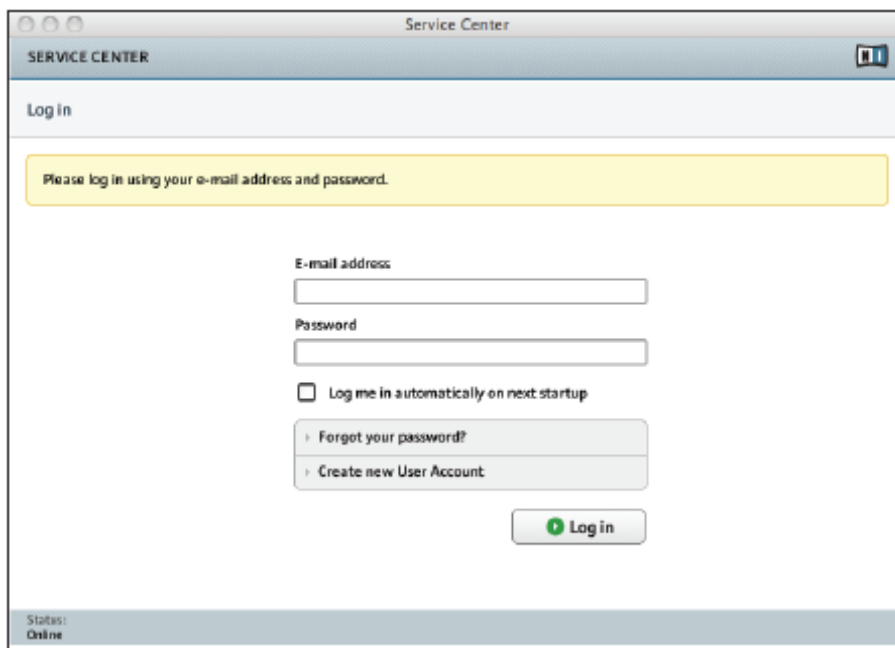 Service Center
SERVICE CENTER
NI
Log in
Please log in using your e-mail address and password.
E-mail address
Password
Log me in automatically on next startup
Forgot your password?
Create new User Account
Log in
Status:
Online